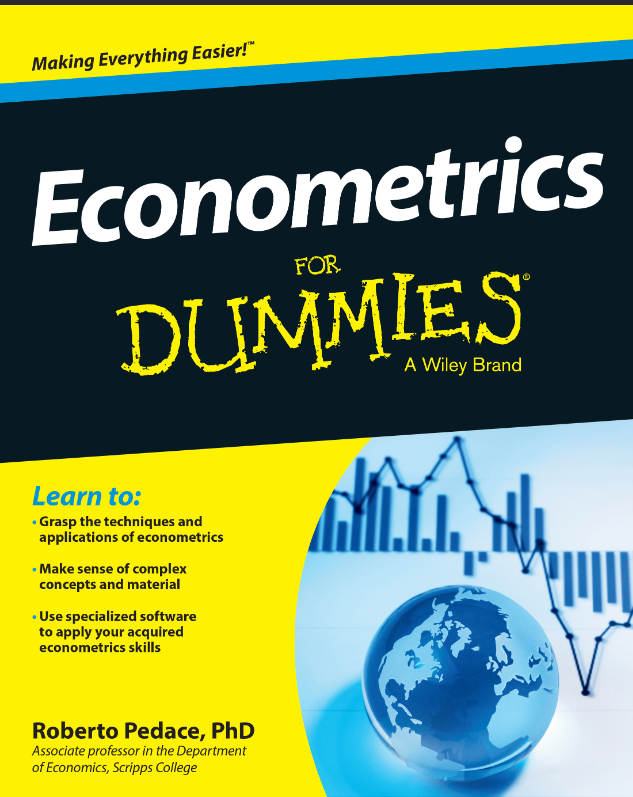 Making Everything Easier!™
Econometrics
FOR
DUMMIES®
A Wiley Brand
Learn to:
• Grasp the techniques and
applications of econometrics
• Make sense of complex
concepts and material
• Use specialized software
to apply your acquired
econometrics skills
Roberto Pedace, PhD
Associate professor in the Department
of Economics, Scripps College